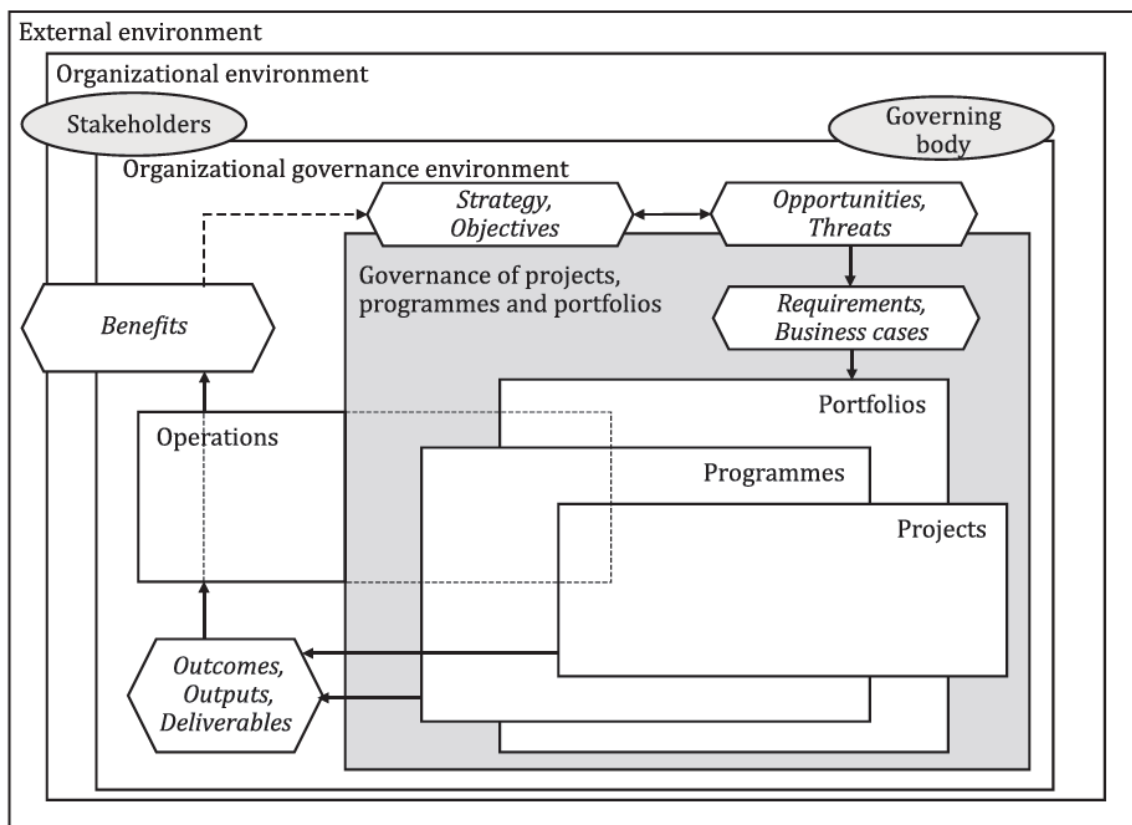 External environment
Organizational environment
Stakeholders
Governing
body
Organizational governance environment
Strategy,
Objectives
Opportunities,
Threats
Governance of projects,
programmes and portfolios
Requirements,
Business cases
Benefits
Portfolios
Operations
Programmes
Projects
Outcomes,
Outputs,
Deliverables